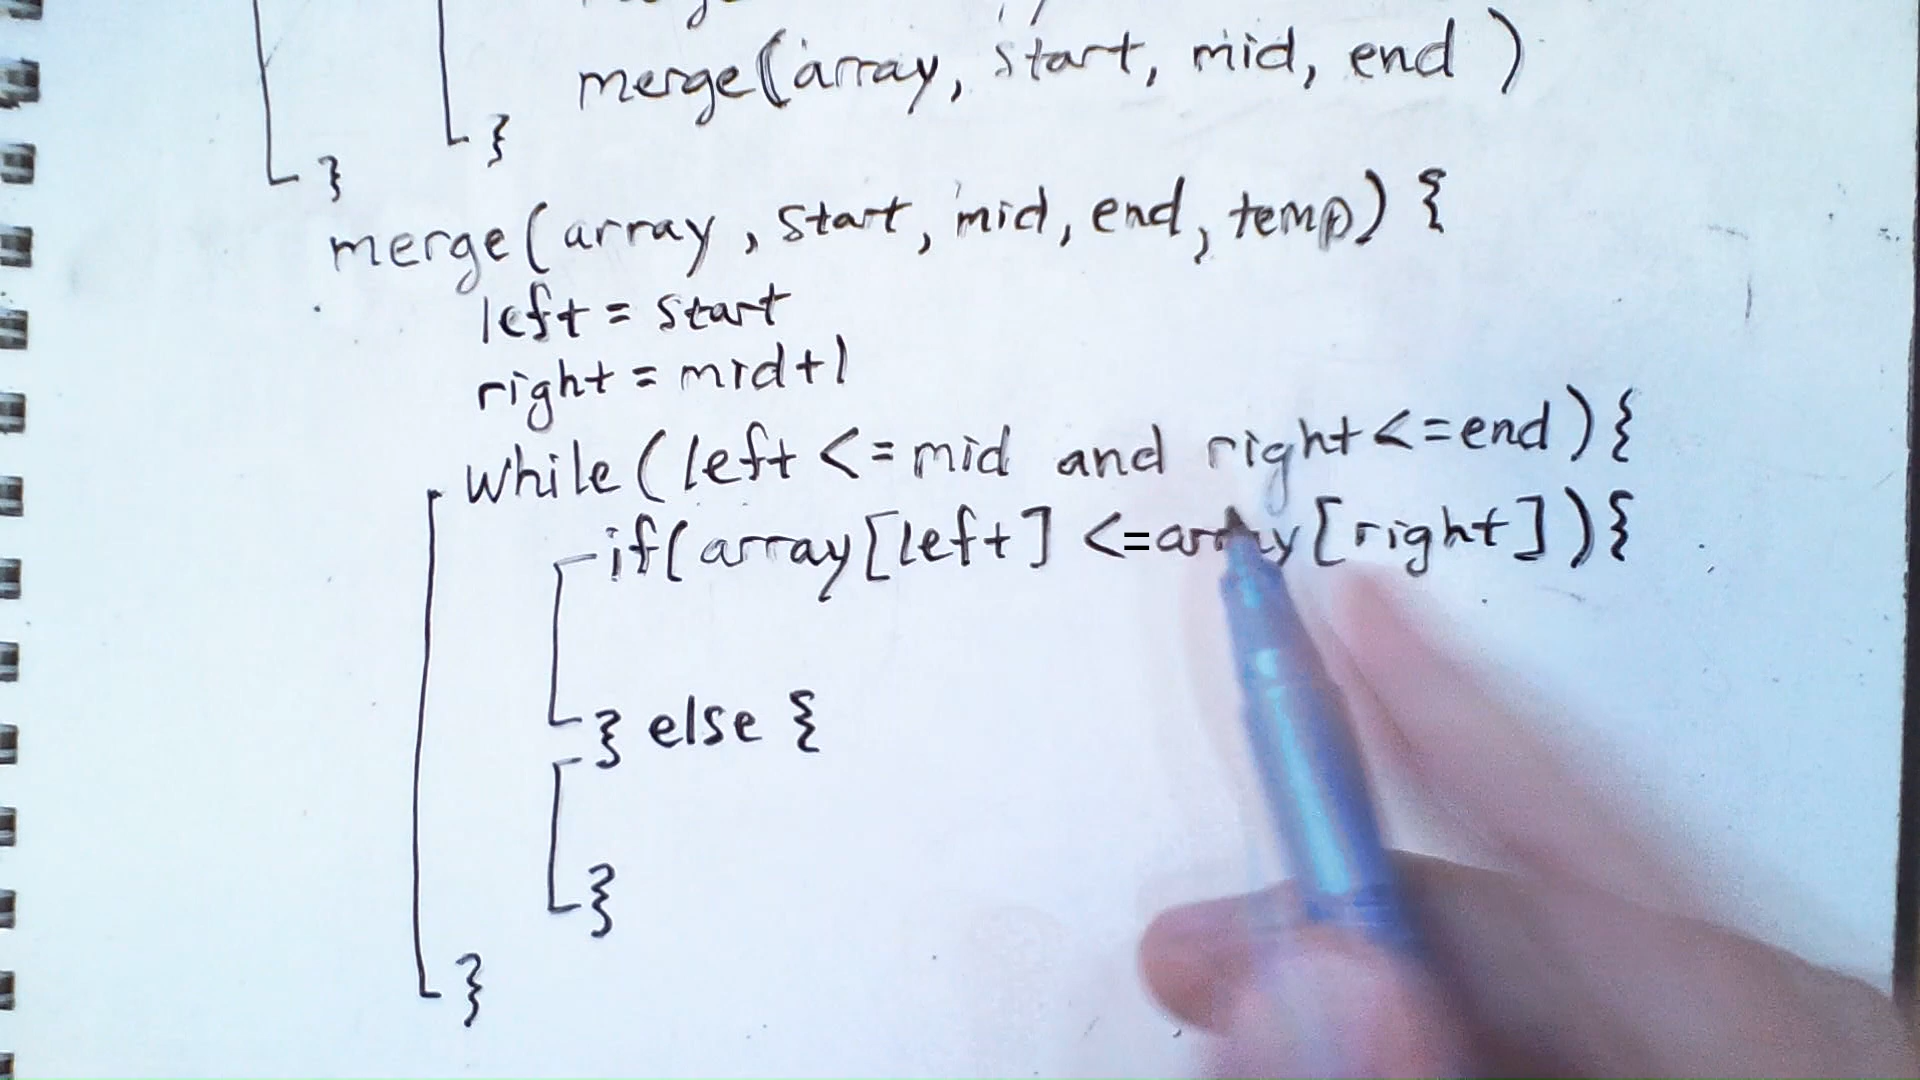 merge(array, start, mid, end )
}
}
merge(array, start, mid, end, temp) {
left = start
right = mid+1
while (left <= mid and right <= end) {
if(array[left] <= array[right]) {
} else {
}
}